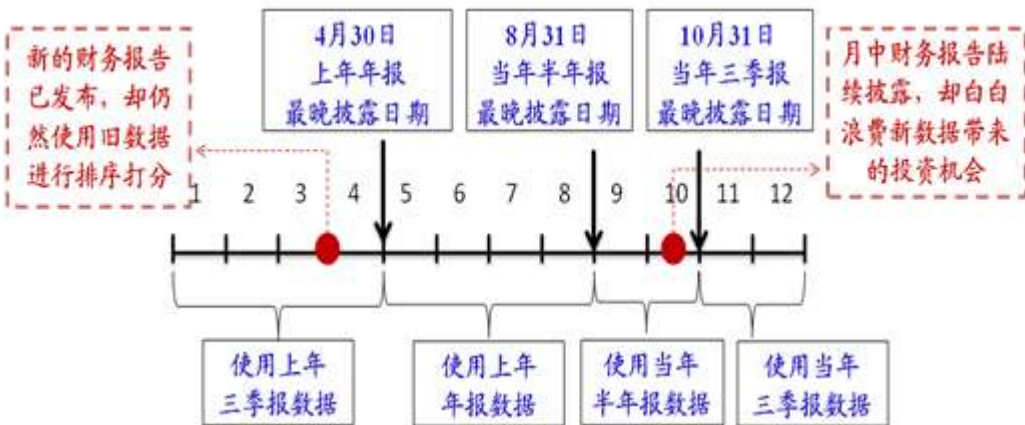 新的财务报告
已发布，却仍
然使用旧数据
进行排序打分
4月30日
上年年报
最晚披露日期
8月31日
当年半年报
最晚披露日期
10月31日
当年三季报
最晚披露日期
月中财务报告陆
续披露，却白白
浪费新数据带来
的投资机会
1 2 3 4 5 6 7 8 9 10 11 12
使用上年
三季报数据
使用上年
年报数据
使用当年
半年报数据
使用当年
三季报数据